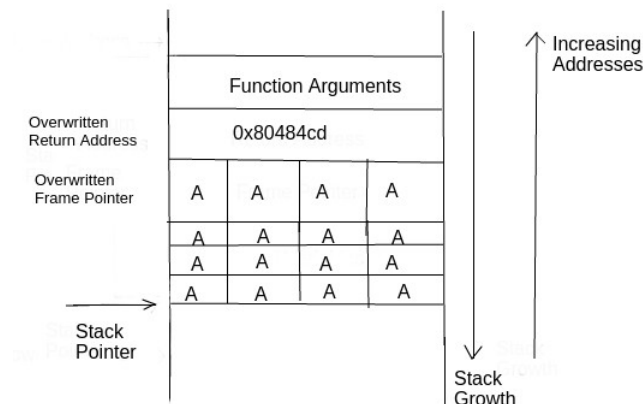 Increasing
Addresses
Function Arguments
Overwritten
Return Address
0x80484cd
Overwritten
Frame Pointer
A A A A
A A A A
A A A A
A A A A
Stack
Pointer
Stack
Growth